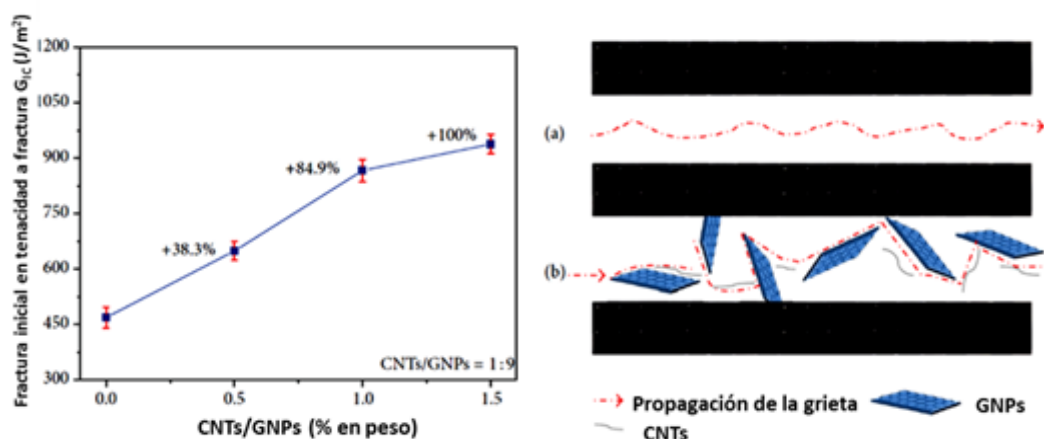 Fractura inicial en tenacidad a fractura G_IC (J/m²)
1200
1050
900
750
600
450
300
+100%
+84.9%
+38.3%
CNTs/GNPs = 1:9
0.0 0.5 1.0 1.5
CNTs/GNPs (% en peso)
(a)
(b)
Propagación de la grieta GNPs
CNTs